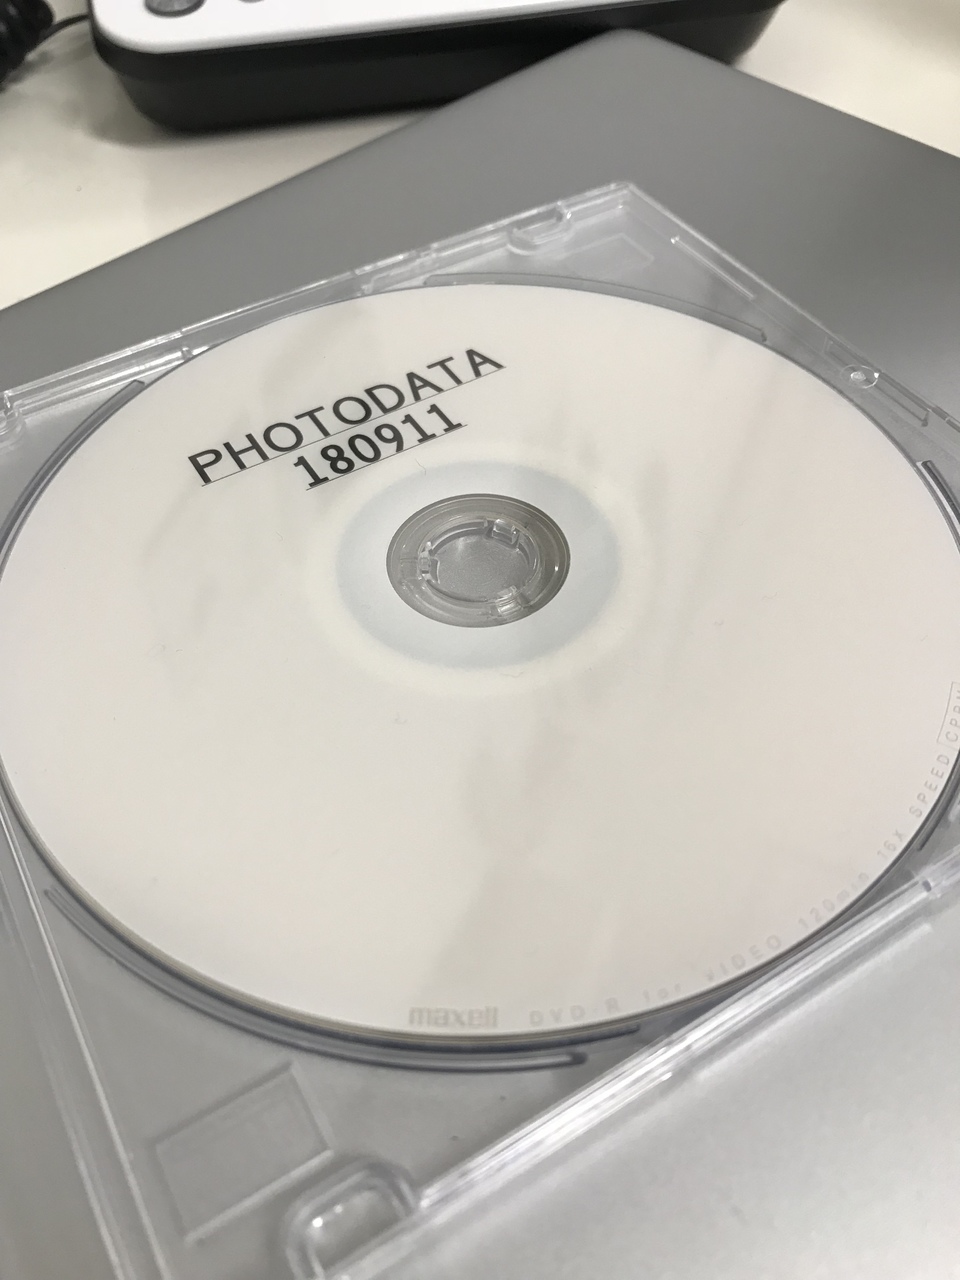 PHOTODATA
180911
maxell DVD-R for VIDEO 120min 16X SPEED CPRM